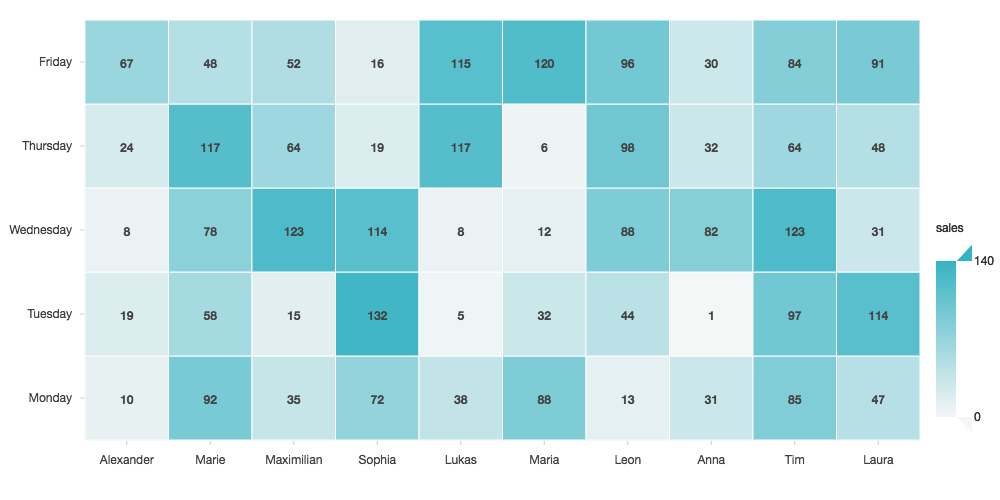 Friday 67 48 52 16 115 120 96 30 84 91
Thursday 24 117 64 19 117 6 98 32 64 48
Wednesday 8 78 123 114 8 12 88 82 123 31
sales
140
Tuesday 19 58 15 132 5 32 44 1 97 114
Monday 10 92 35 72 38 88 13 31 85 47
0
Alexander Marie Maximilian Sophia Lukas Maria Leon Anna Tim Laura